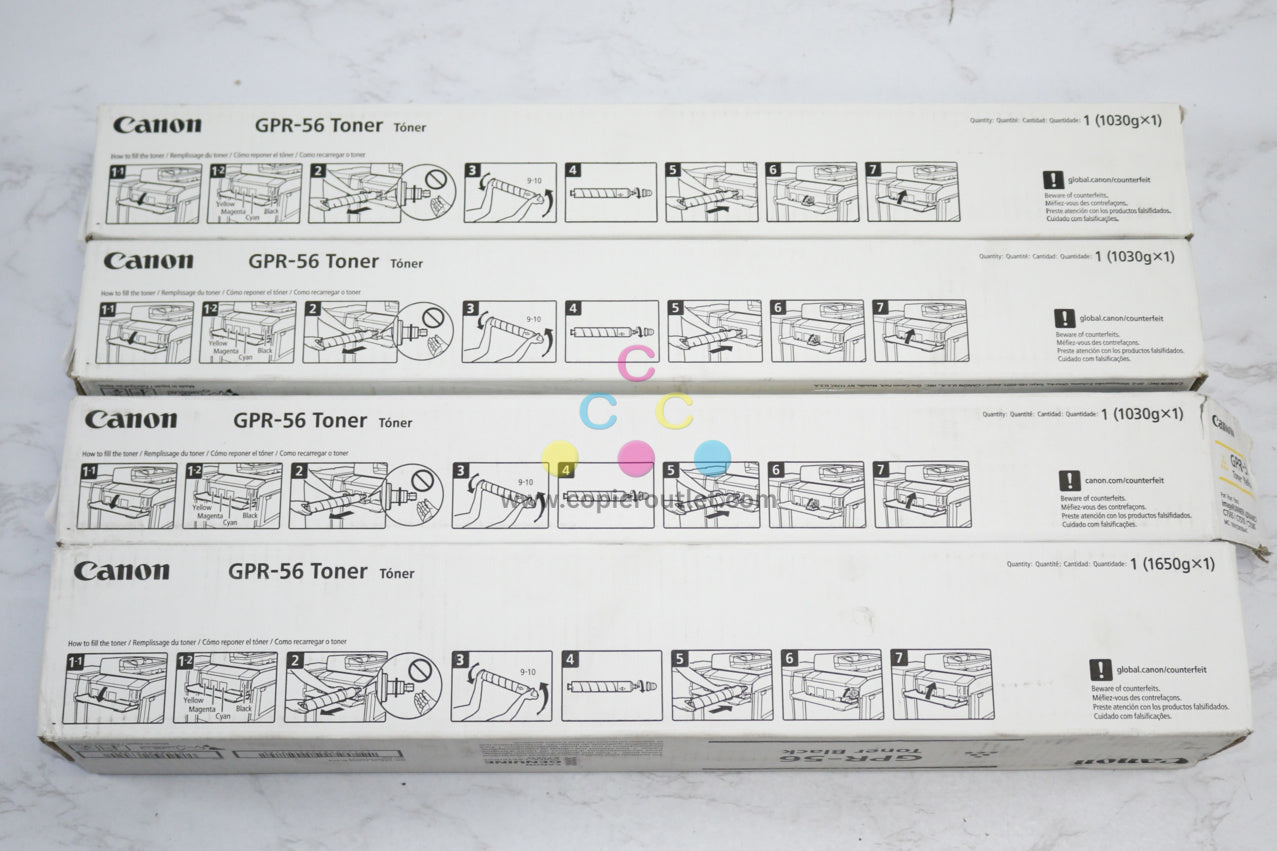 Canon GPR-56 Toner Tóner
Quantity: Quantité: Cantidad: Quantidade: 1 (1030g×1)
How to fill the toner / Remplissage du toner / Cómo reponer el tóner / Como recarregar o toner
1-1 1-2 2 3 4 5 6 7
Yellow Magenta Cyan Black
9-10
! global.canon/counterfeit
Beware of counterfeits.
Méfiez-vous des contrefaçons.
Preste atención con los productos falsificados.
Cuidado com falsificações.
Canon GPR-56 Toner Tóner
Quantity: Quantité: Cantidad: Quantidade: 1 (1030g×1)
How to fill the toner / Remplissage du toner / Cómo reponer el tóner / Como recarregar o toner
1-1 1-2 2 3 4 5 6 7
Yellow Magenta Cyan Black
9-10
! global.canon/counterfeit
Beware of counterfeits.
Méfiez-vous des contrefaçons.
Preste atención con los productos falsificados.
Cuidado com falsificações.
C
C C
Canon GPR-56 Toner Tóner
Quantity: Quantité: Cantidad: Quantidade: 1 (1030g×1)
How to fill the toner / Remplissage du toner / Cómo reponer el tóner / Como recarregar o toner
1-1 1-2 2 3 4 5 6 7
Yellow Magenta Cyan Black
9-10
www.copieroutlet.com
! canon.com/counterfeit
Beware of counterfeits.
Méfiez-vous des contrefaçons.
Preste atención con los productos falsificados.
Cuidado com falsificações.
Canon
Canon GPR-56 Toner Tóner
Quantity: Quantité: Cantidad: Quantidade: 1 (1650g×1)
How to fill the toner / Remplissage du toner / Cómo reponer el tóner / Como recarregar o toner
1-1 1-2 2 3 4 5 6 7
Yellow Magenta Cyan Black
9-10
! global.canon/counterfeit
Beware of counterfeits.
Méfiez-vous des contrefaçons.
Preste atención con los productos falsificados.
Cuidado com falsificações.
Canon
GPR-56
Toner Black
GENUINE